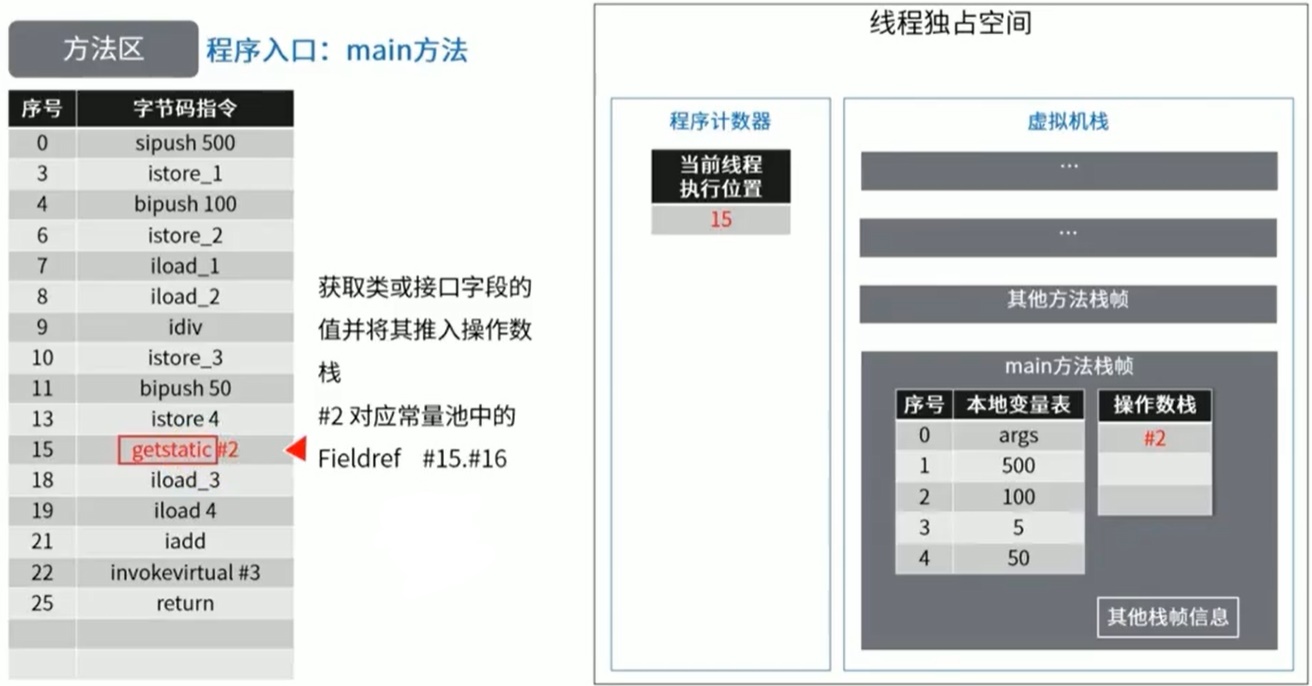 方法区 程序入口：main方法
序号 字节码指令
0 sipush 500
3 istore_1
4 bipush 100
6 istore_2
7 iload_1
8 iload_2
9 idiv
10 istore_3
11 bipush 50
13 istore 4
15 getstatic #2
18 iload_3
19 iload 4
21 iadd
22 invokevirtual #3
25 return
获取类或接口字段的
值并将其推入操作数
栈
#2 对应常量池中的
Fieldref #15.#16
线程独占空间
程序计数器
当前线程
执行位置
15
虚拟机栈
...
...
其他方法栈帧
main方法栈帧
序号 本地变量表
0 args
1 500
2 100
3 5
4 50
操作数栈
#2
其他栈帧信息